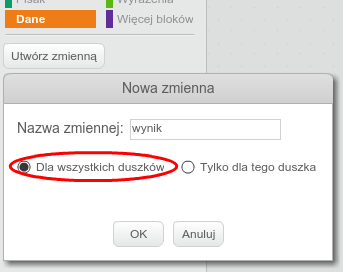 Pisak Wyrażenia
Dane Więcej bloków
Utwórz zmienną
Nowa zmienna
Nazwa zmiennej: wynik
Dla wszystkich duszków Tylko dla tego duszka
OK Anuluj